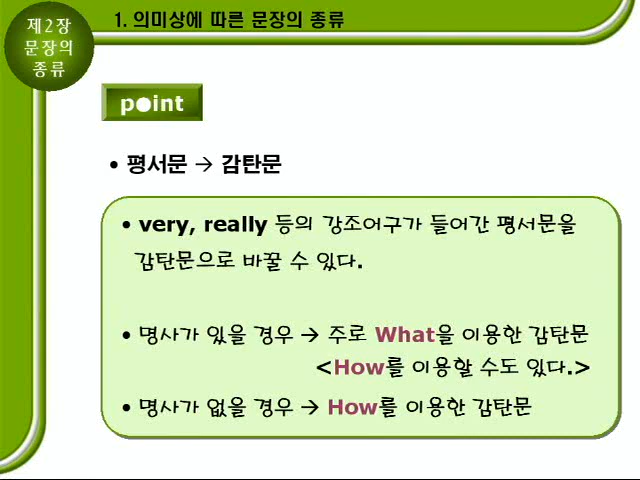 제2장
문장의
종류
1. 의미상에 따른 문장의 종류
point
• 평서문 → 감탄문
• very, really 등의 강조어구가 들어간 평서문을
감탄문으로 바꿀 수 있다.
• 명사가 있을 경우 → 주로 What을 이용한 감탄문
<How를 이용할 수도 있다.>
• 명사가 없을 경우 → How를 이용한 감탄문